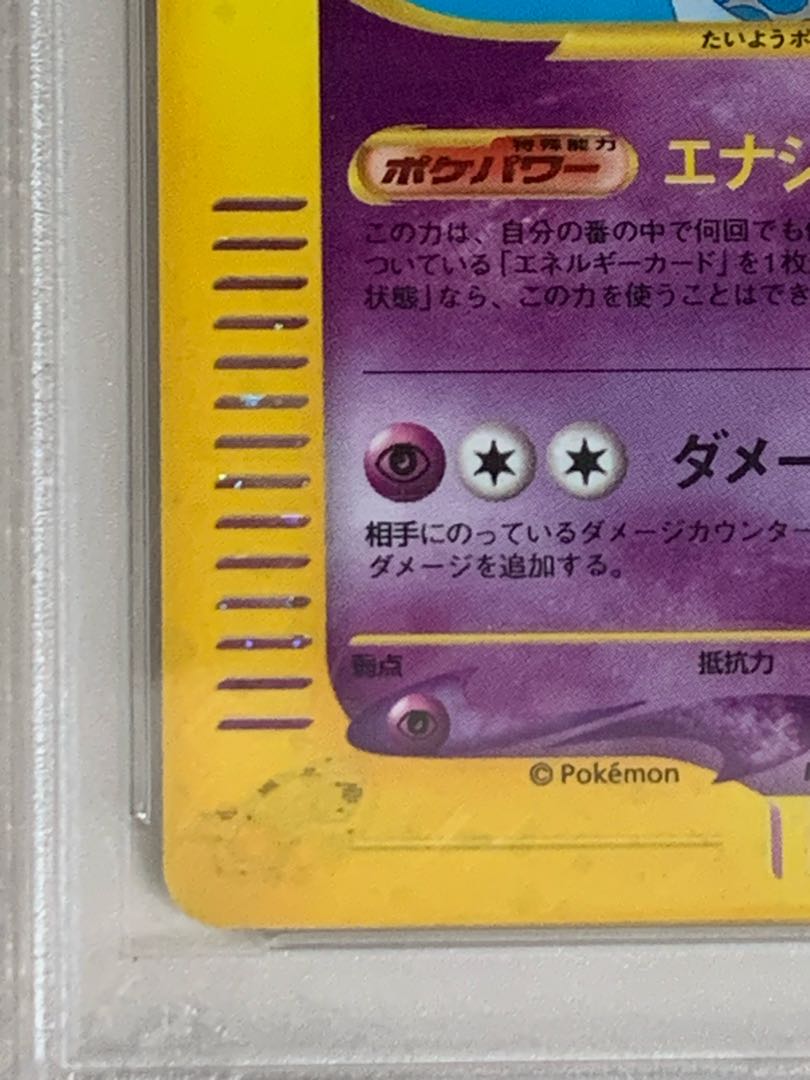 たいようポ
特殊能力
ポケパワー エナジ
この力は、自分の番の中で何回でも
ついている「エネルギーカード」を1枚
状態」なら、この力を使うことはでき
ダメー
相手にのっているダメージカウンター
ダメージを追加する。
弱点 抵抗力
© Pokémon